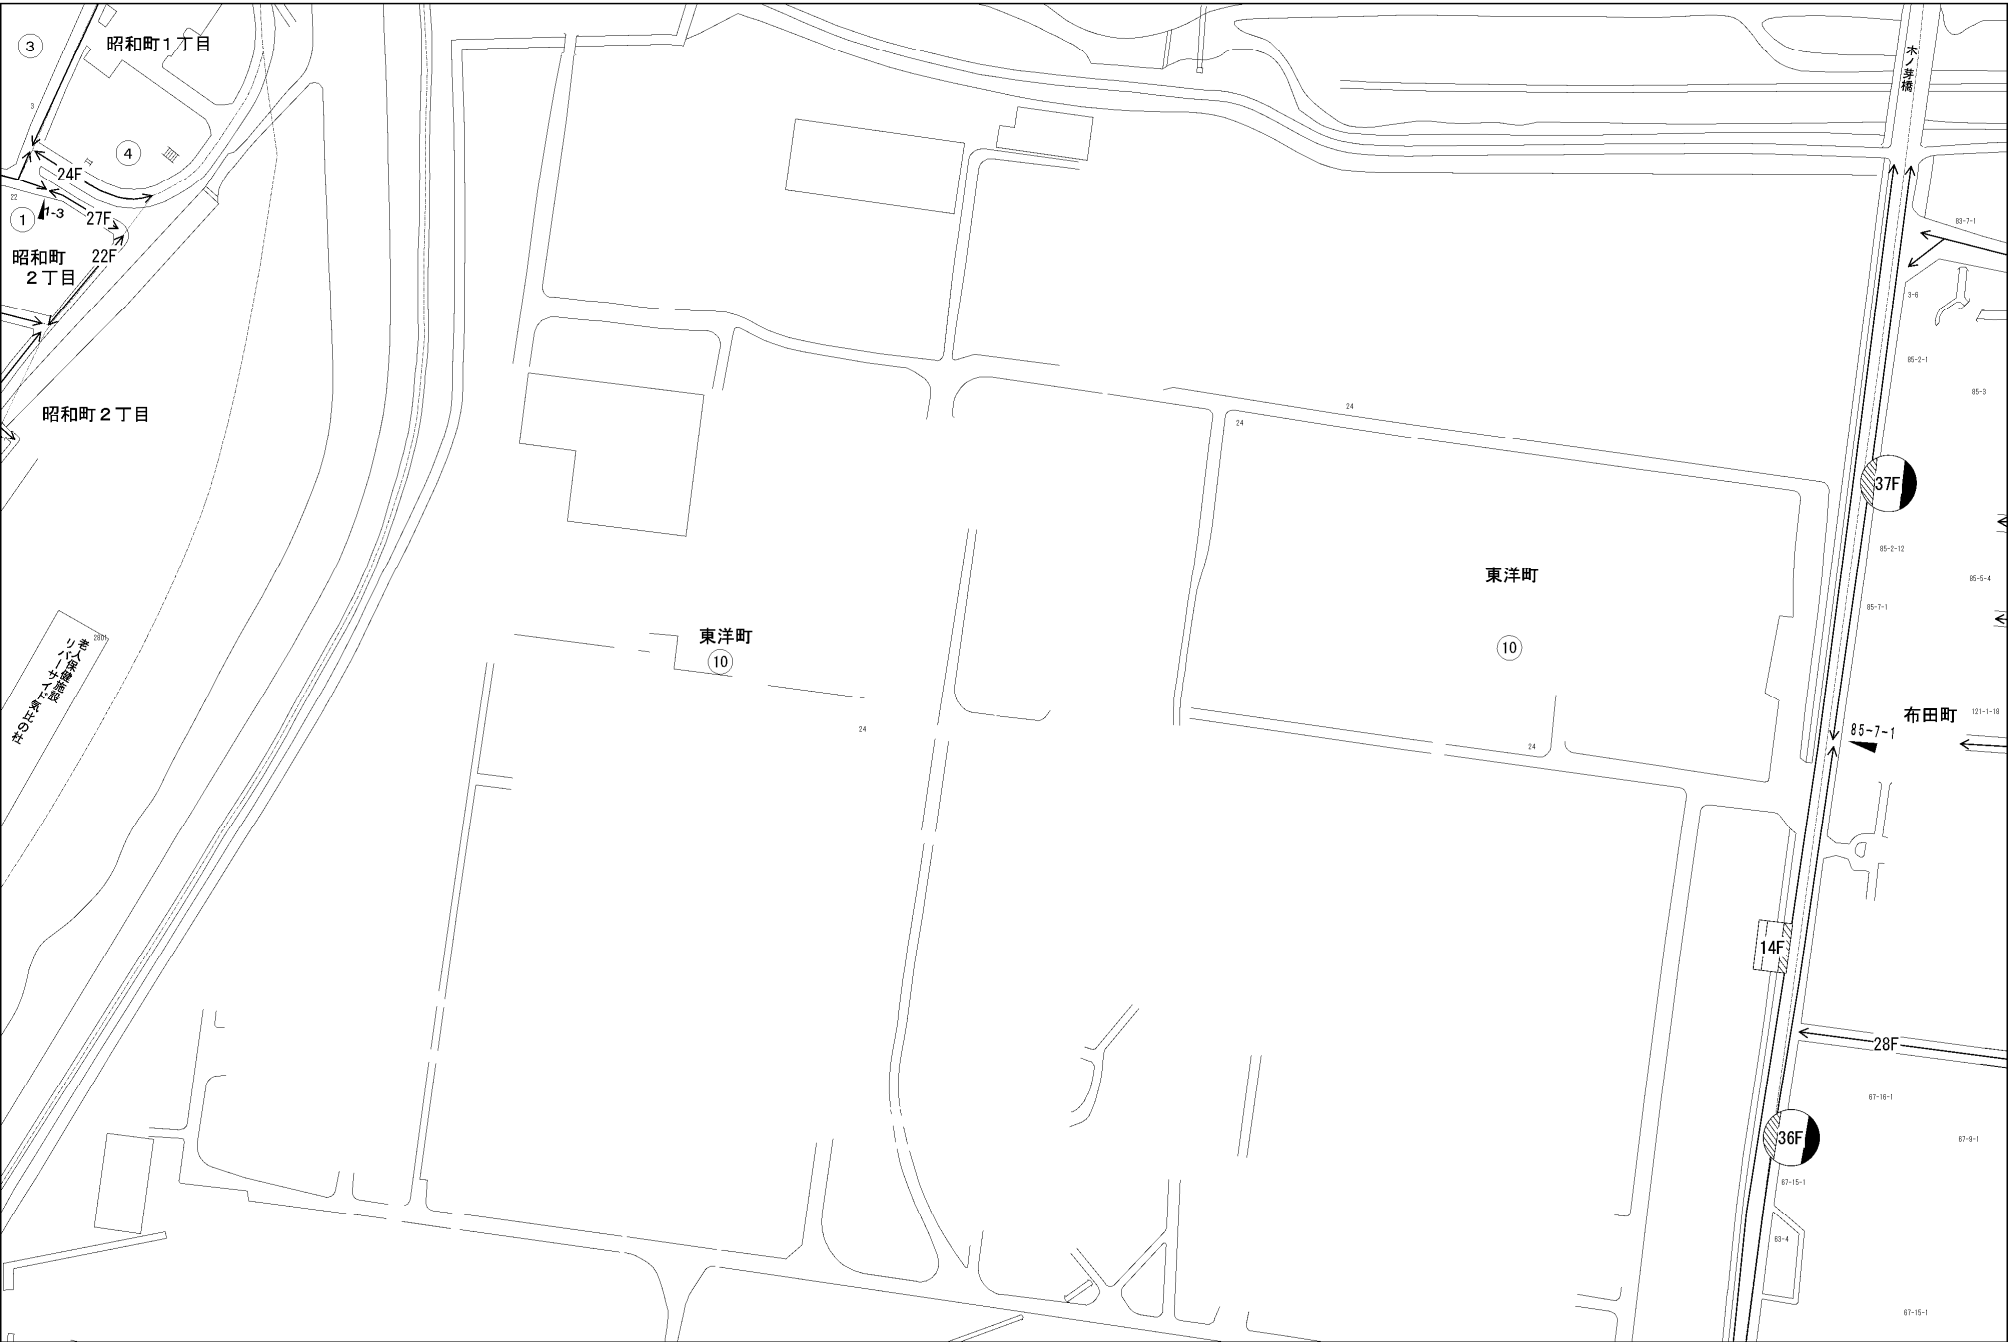 ③
昭和町1丁目
木ノ芽橋
3
④
24F
22
①
1-3
27F
22F
昭和町
2丁目
83-7-1
3-6
85-2-1
85-3
昭和町2丁目
24
24
37F
東洋町
⑩
85-2-12
85-5-4
85-7-1
2801
老人保健施設
リバーサイド気比の杜
東洋町
⑩
24
24
布田町
121-1-18
85-7-1
14F
28F
67-16-1
36F
67-9-1
67-15-1
63-4
67-15-1